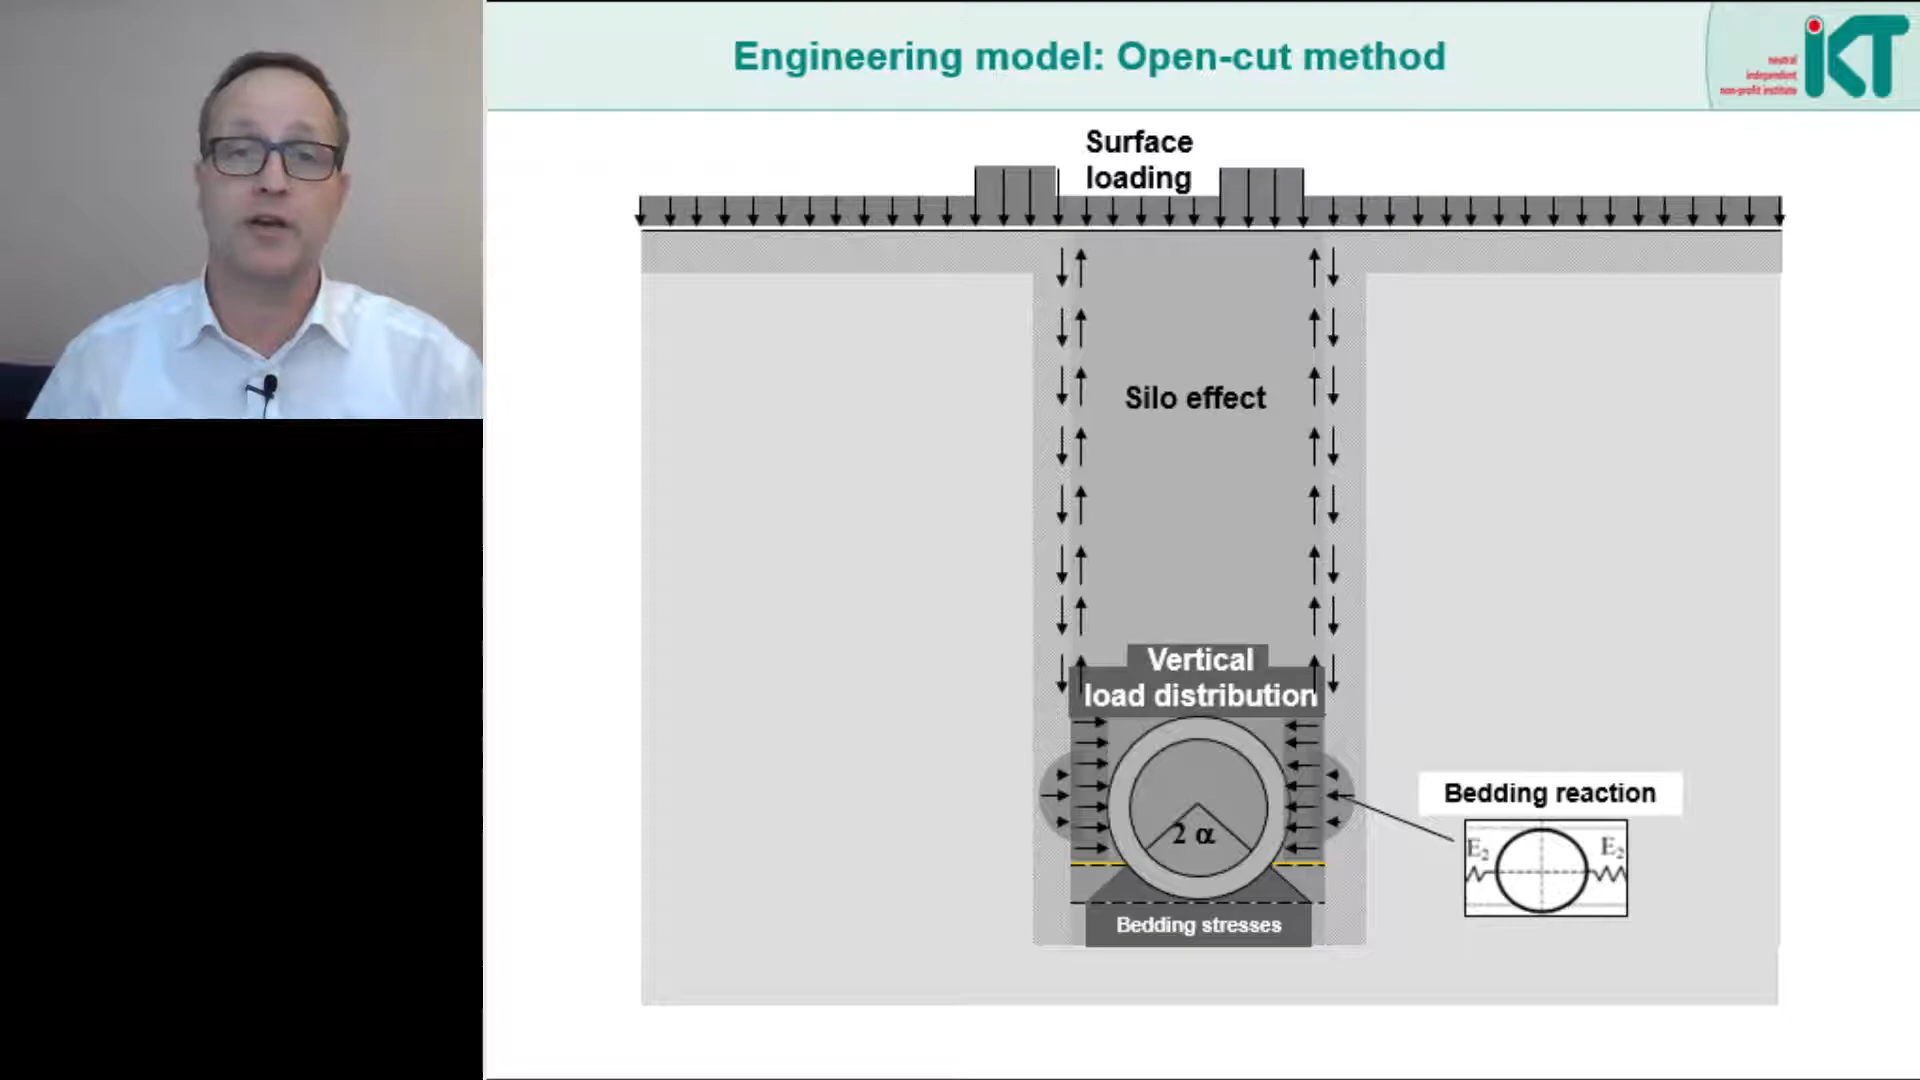 Engineering model: Open-cut method
neutral
independent
non-profit institute
iKT
Surface
loading
Silo effect
Vertical
load distribution
2 α
Bedding stresses
Bedding reaction
E2
E2